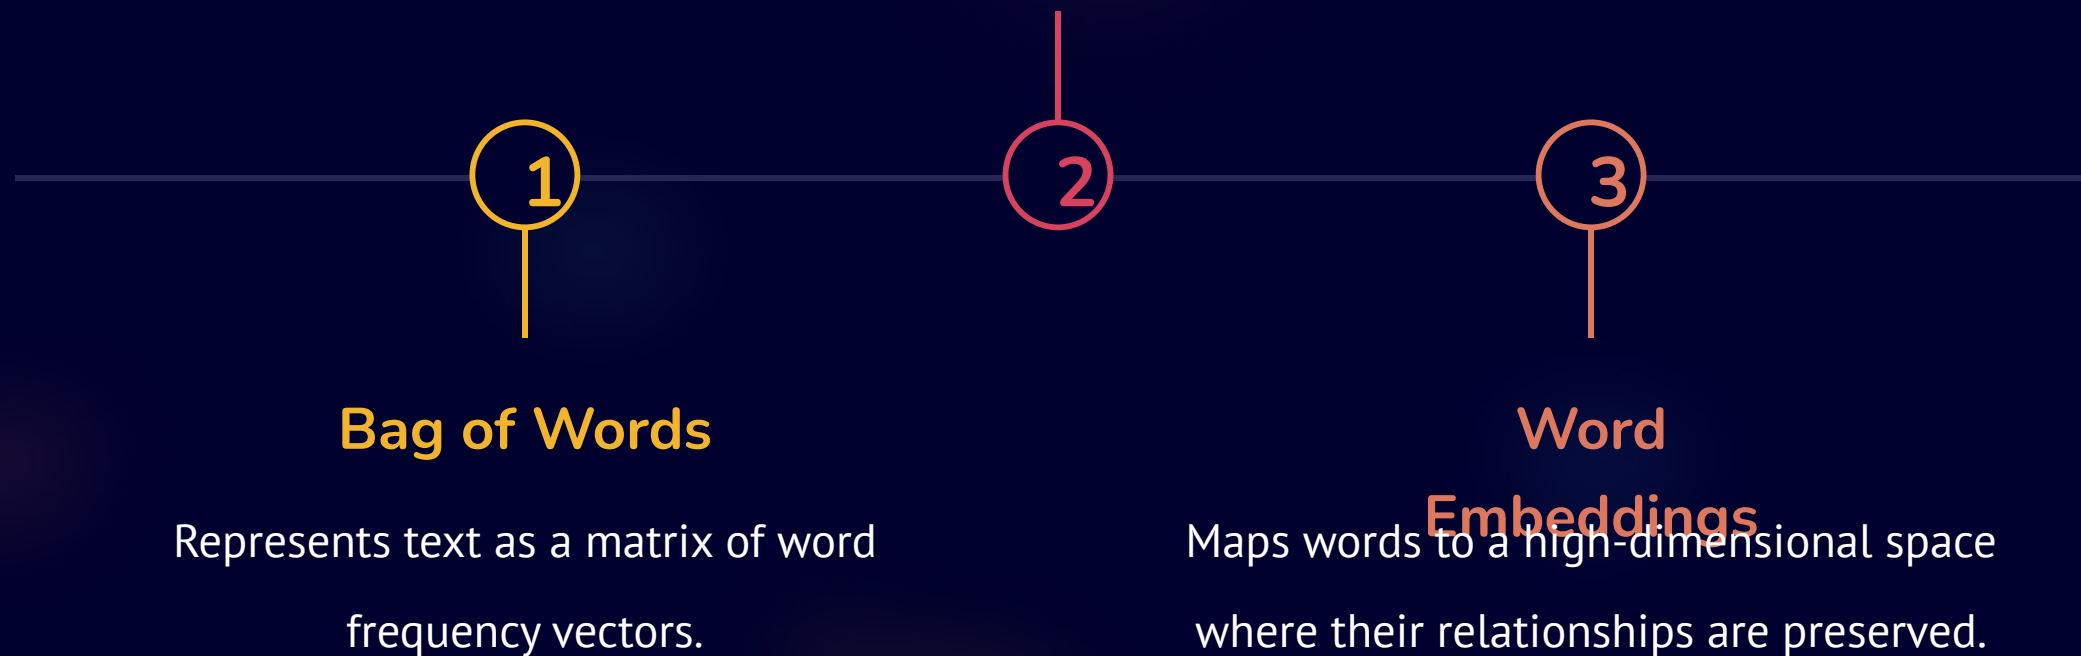 1
2
3
Bag of Words
Represents text as a matrix of word
frequency vectors.
Word
Embeddings
Maps words to a high-dimensional space
where their relationships are preserved.